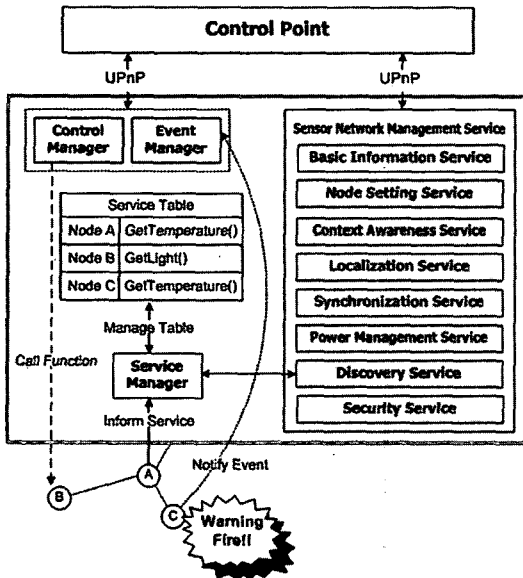 Control Point
UPnP
UPnP
Control
Manager
Event
Manager
Service Table
Node A GetTemperature()
Node B GetLight()
Node C GetTemperature()
Manage Table
Call Function
Service
Manager
Inform Service
Notify Event
A
B
C
Warning
Fire!!
Sensor Network Management Service
Basic Information Service
Node Setting Service
Context Awareness Service
Localization Service
Synchronization Service
Power Management Service
Discovery Service
Security Service